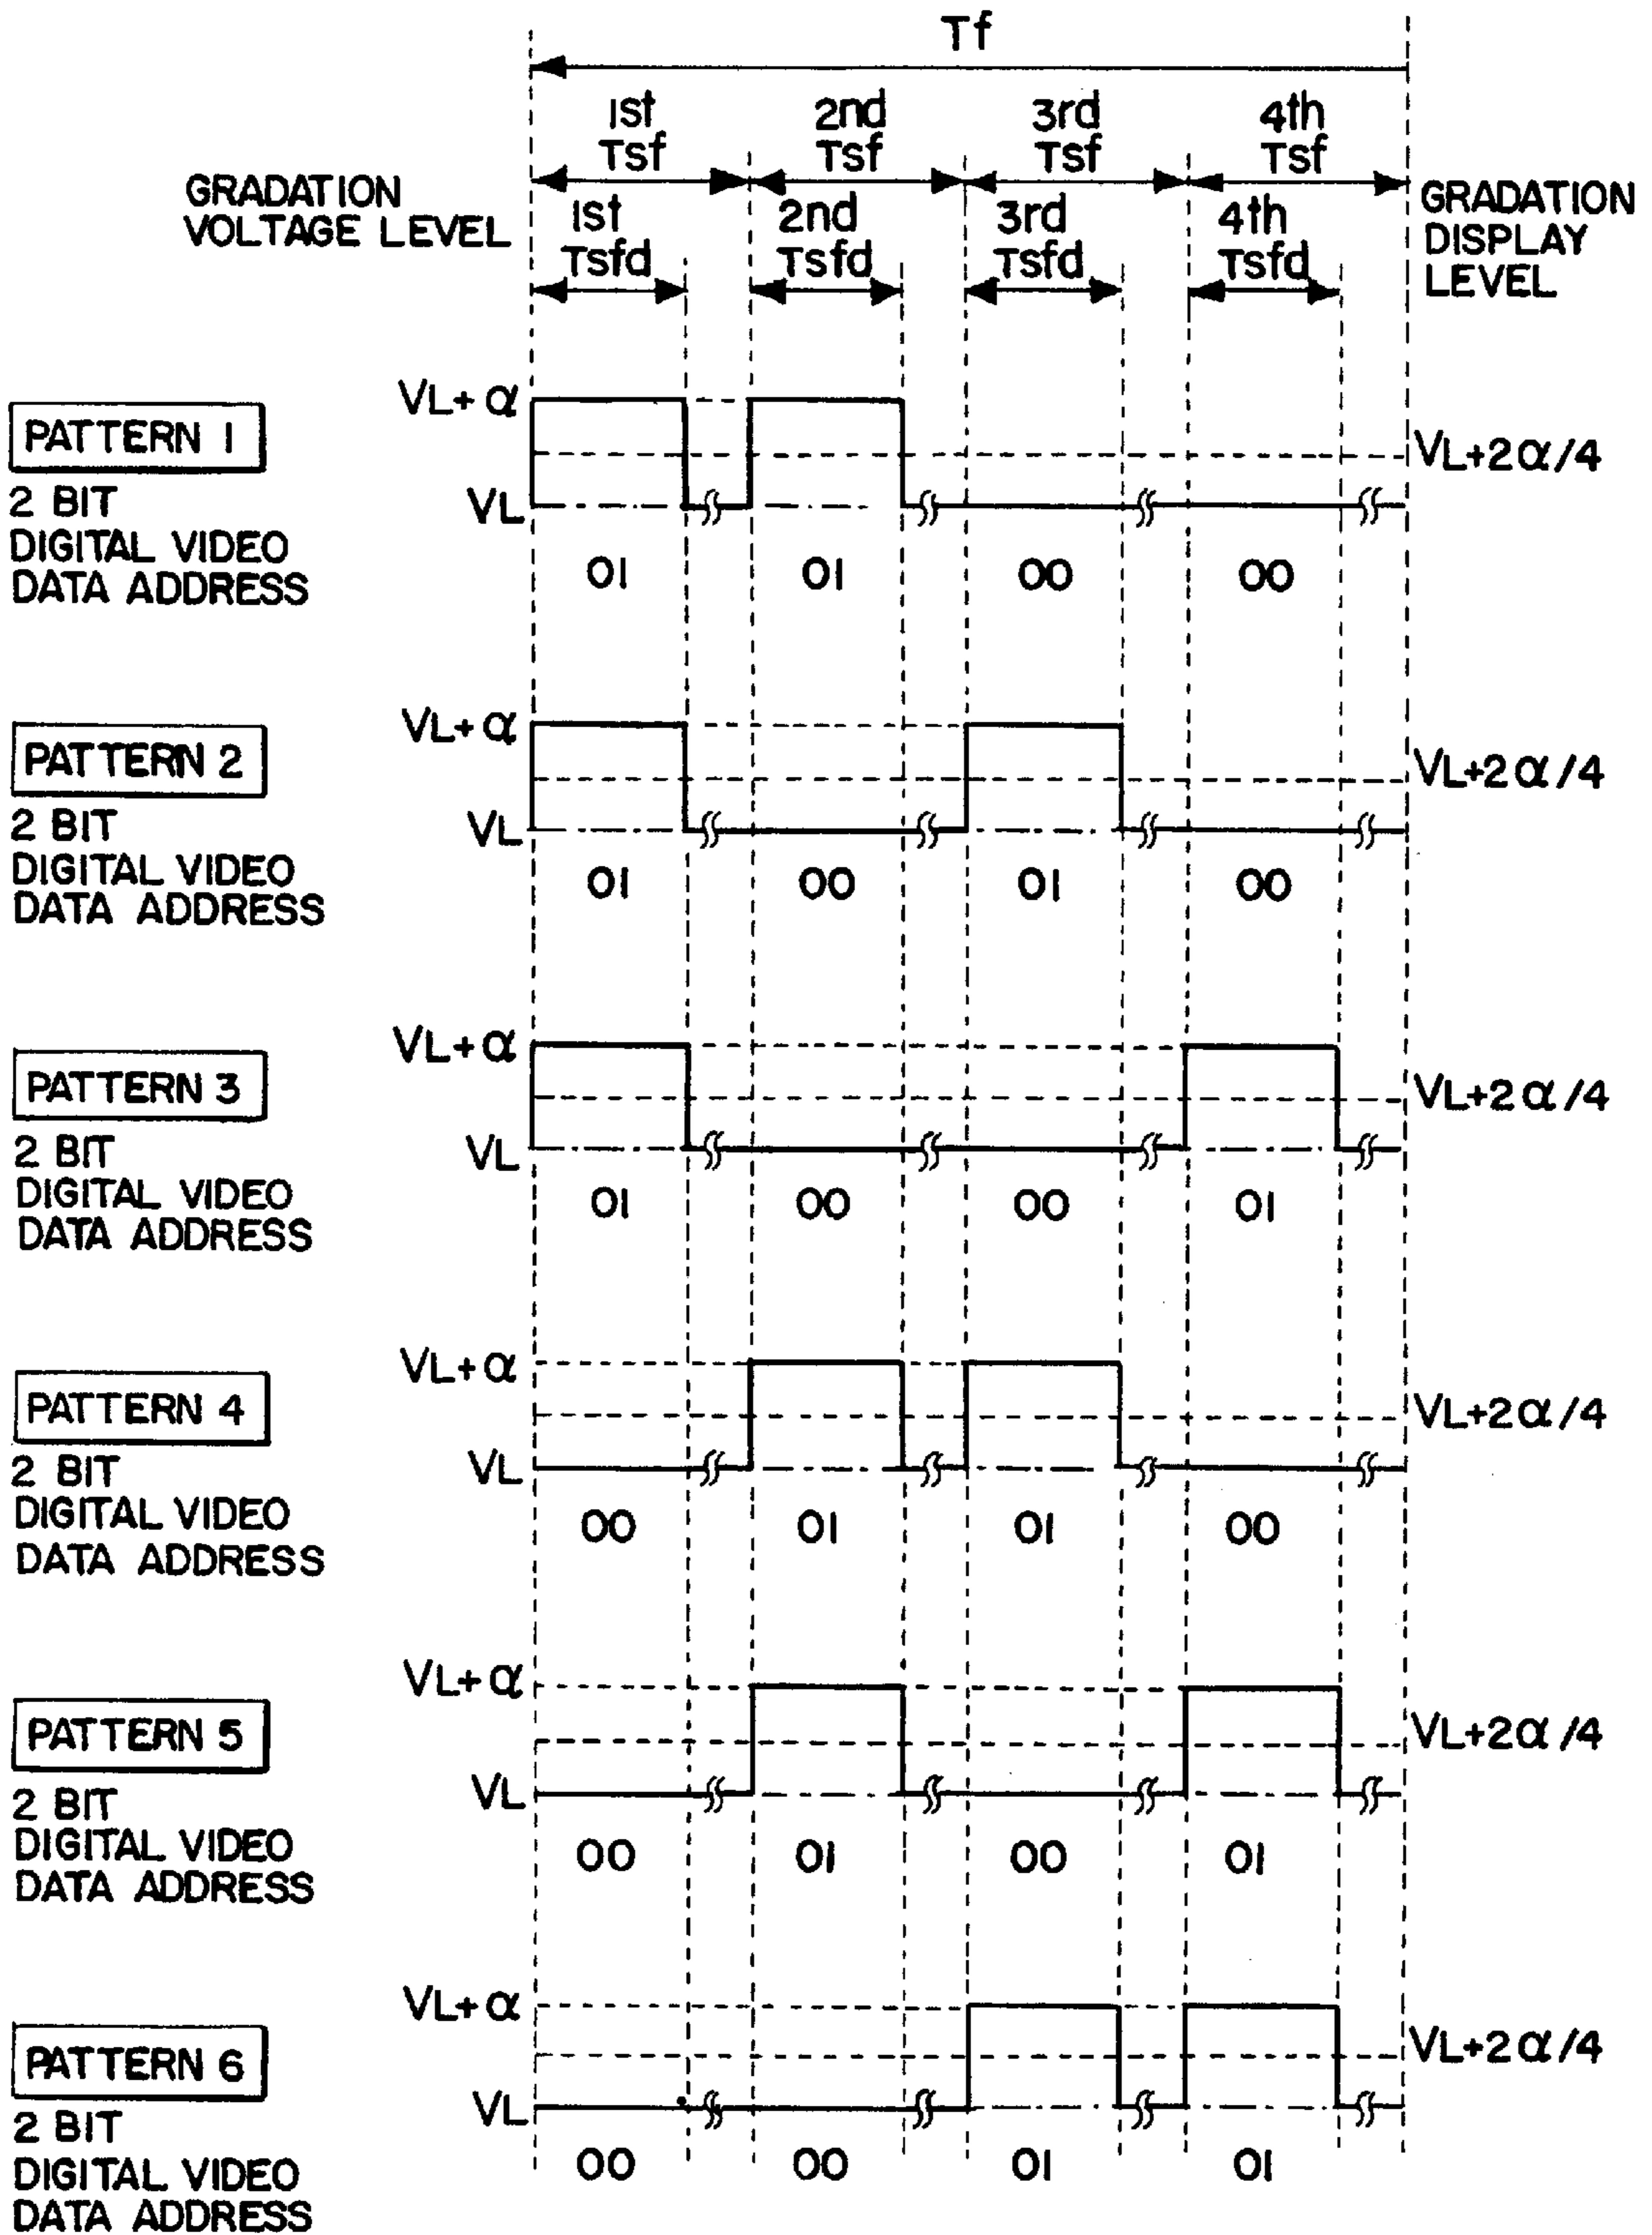 Tf
1st 2nd 3rd 4th
Tsf Tsf Tsf Tsf
GRADATION
VOLTAGE LEVEL
1st 2nd 3rd 4th
Tsfd Tsfd Tsfd Tsfd
GRADATION
DISPLAY
LEVEL
VL+α
PATTERN 1
VL+2α/4
VL
2 BIT
DIGITAL VIDEO
DATA ADDRESS
01 01 00 00
VL+α
PATTERN 2
VL+2α/4
VL
2 BIT
DIGITAL VIDEO
DATA ADDRESS
01 00 01 00
VL+α
PATTERN 3
VL+2α/4
VL
2 BIT
DIGITAL VIDEO
DATA ADDRESS
01 00 00 01
VL+α
PATTERN 4
VL+2α/4
VL
2 BIT
DIGITAL VIDEO
DATA ADDRESS
00 01 01 00
VL+α
PATTERN 5
VL+2α/4
VL
2 BIT
DIGITAL VIDEO
DATA ADDRESS
00 01 00 01
VL+α
PATTERN 6
VL+2α/4
VL
2 BIT
DIGITAL VIDEO
DATA ADDRESS
00 00 01 01